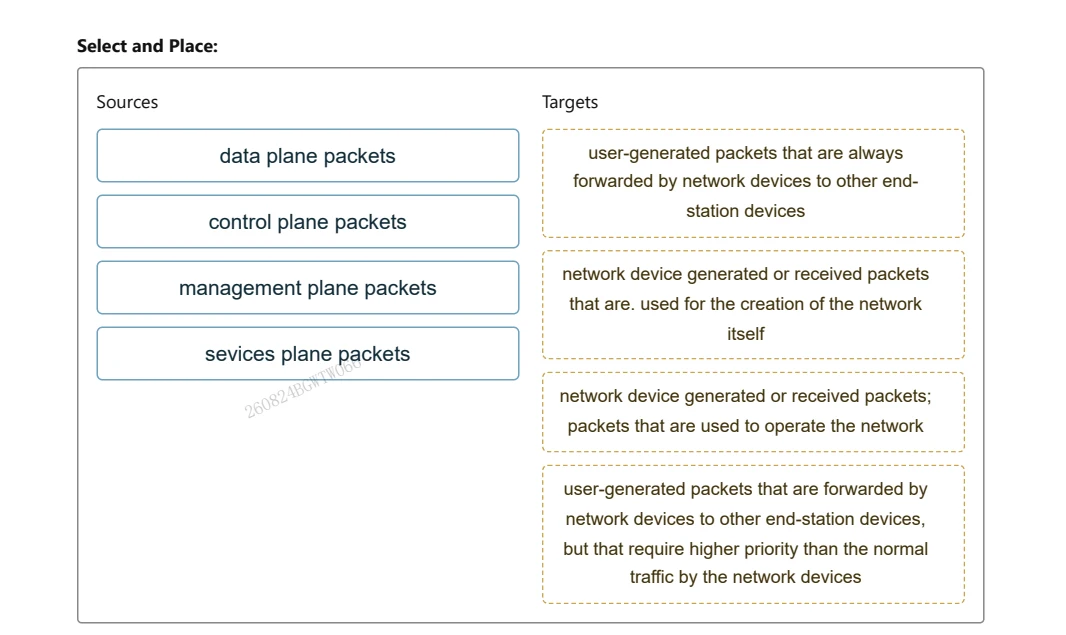 Select and Place:
Sources
data plane packets
control plane packets
management plane packets
sevices plane packets
260824BGWTW066
Targets
user-generated packets that are always
forwarded by network devices to other end-
station devices
network device generated or received packets
that are. used for the creation of the network
itself
network device generated or received packets;
packets that are used to operate the network
user-generated packets that are forwarded by
network devices to other end-station devices,
but that require higher priority than the normal
traffic by the network devices